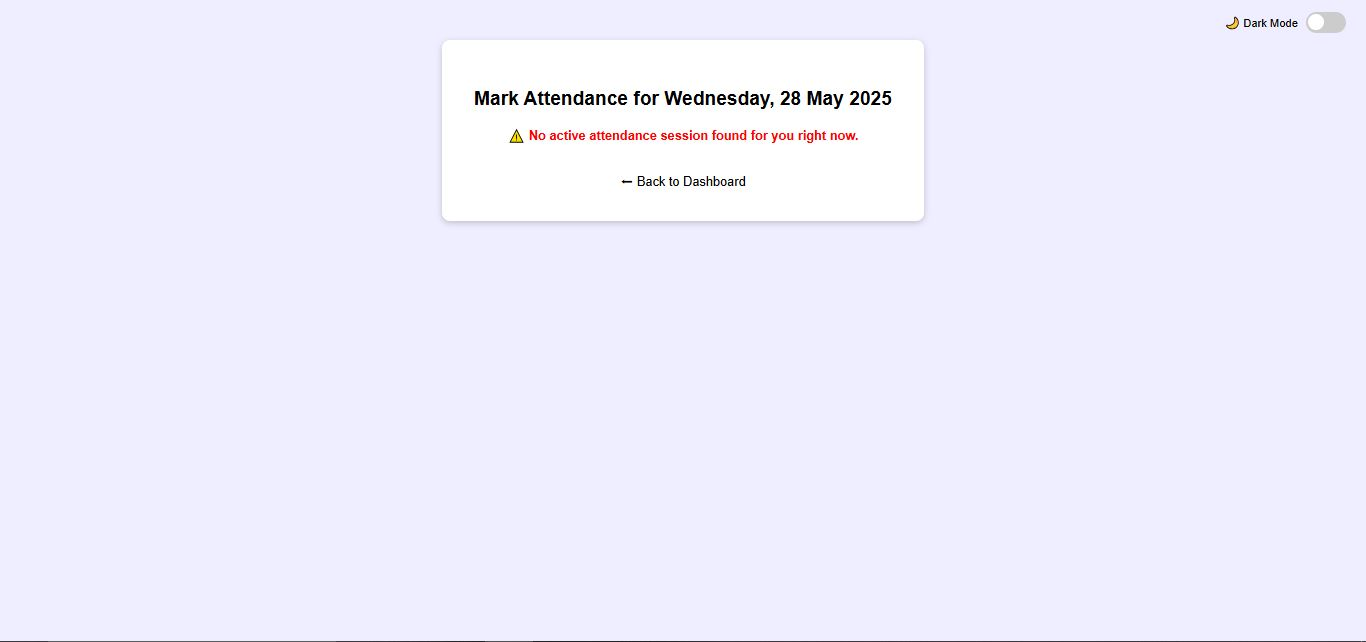 🌙 Dark Mode
Mark Attendance for Wednesday, 28 May 2025
⚠️ No active attendance session found for you right now.
← Back to Dashboard